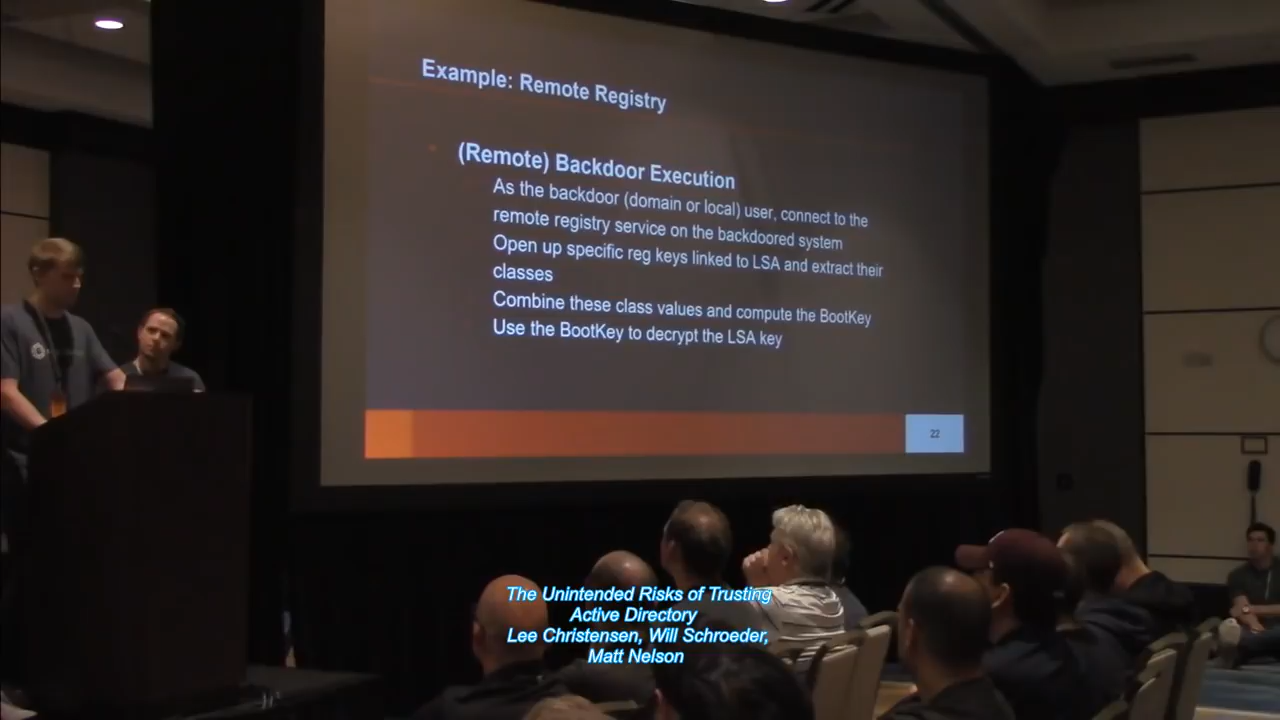 Example: Remote Registry
(Remote) Backdoor Execution
As the backdoor (domain or local) user, connect to the
remote registry service on the backdoored system
Open up specific reg keys linked to LSA and extract their
classes
Combine these class values and compute the BootKey
Use the BootKey to decrypt the LSA key
22
The Unintended Risks of Trusting
Active Directory
Lee Christensen, Will Schroeder,
Matt Nelson